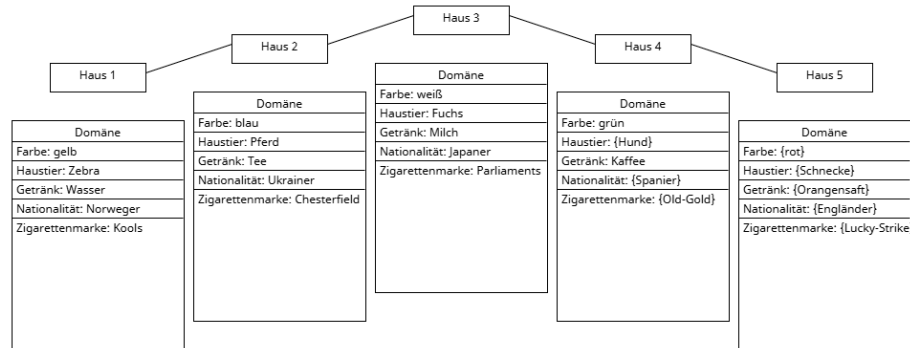 Haus 3
Haus 2
Haus 4
Haus 1
Haus 5
Domäne
Farbe: gelb
Haustier: Zebra
Getränk: Wasser
Nationalität: Norweger
Zigarettenmarke: Kools
Domäne
Farbe: blau
Haustier: Pferd
Getränk: Tee
Nationalität: Ukrainer
Zigarettenmarke: Chesterfield
Domäne
Farbe: weiß
Haustier: Fuchs
Getränk: Milch
Nationalität: Japaner
Zigarettenmarke: Parliaments
Domäne
Farbe: grün
Haustier: {Hund}
Getränk: Kaffee
Nationalität: {Spanier}
Zigarettenmarke: {Old-Gold}
Domäne
Farbe: {rot}
Haustier: {Schnecke}
Getränk: {Orangensaft}
Nationalität: {Engländer}
Zigarettenmarke: {Lucky-Strike